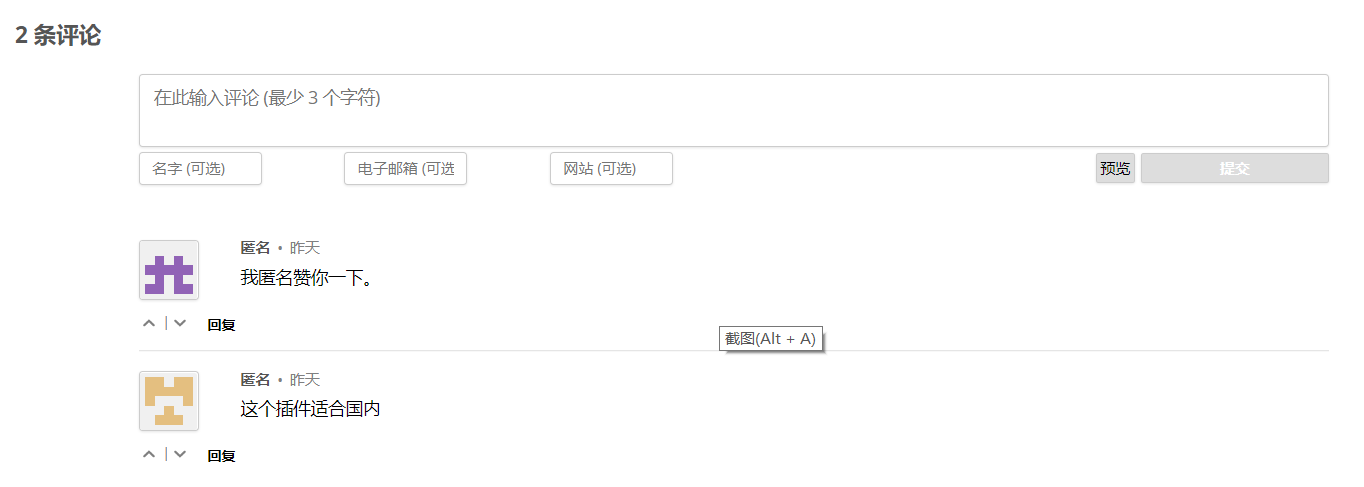 2 条评论
在此输入评论 (最少 3 个字符)
名字 (可选)
电子邮箱 (可选
网站 (可选)
预览
提交
匿名 • 昨天
我匿名赞你一下。
回复
截图(Alt + A)
匿名 • 昨天
这个插件适合国内
回复